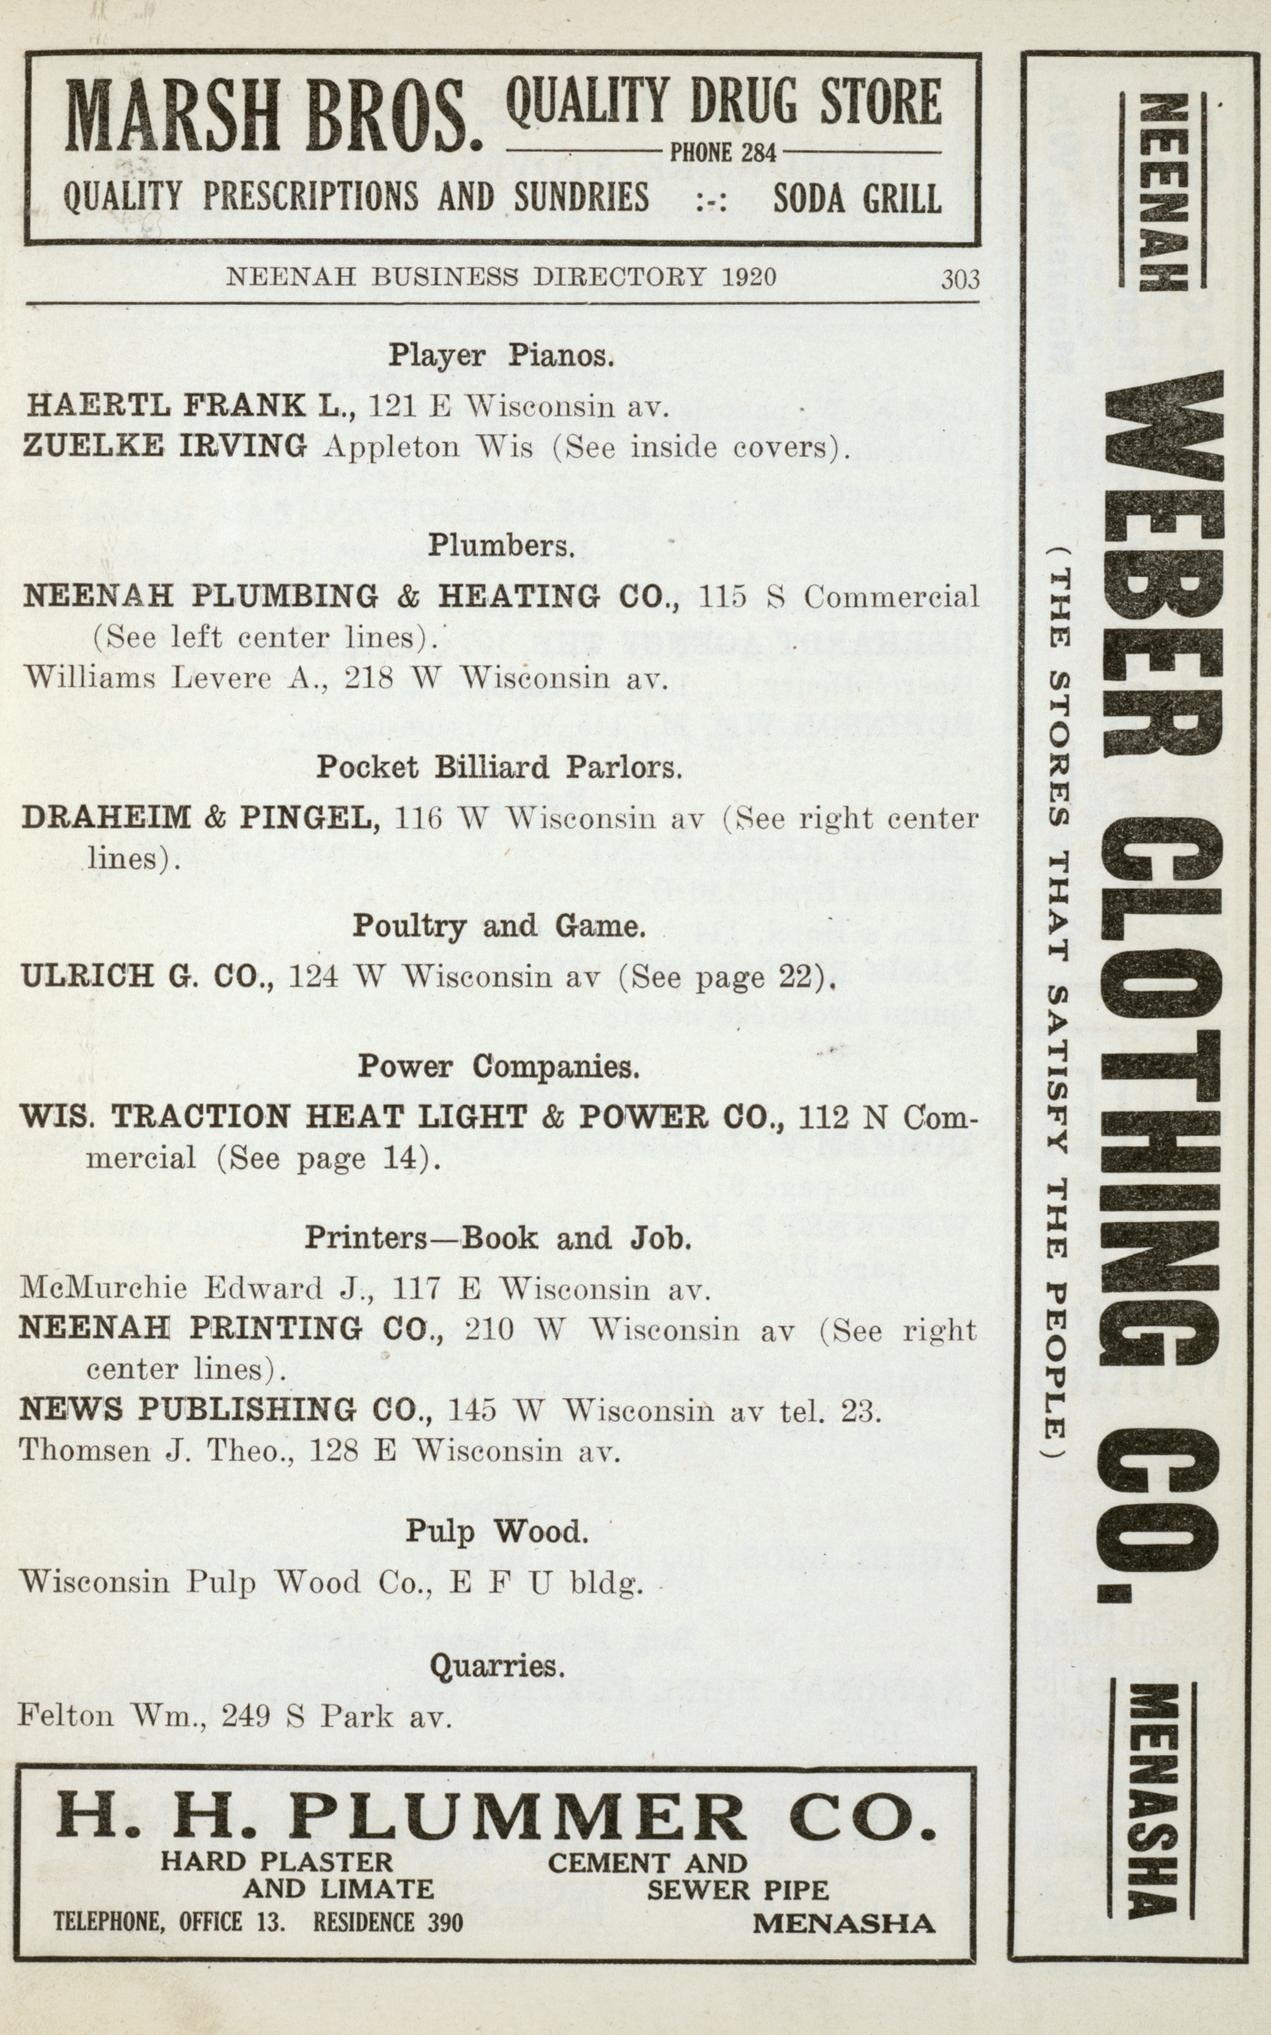 MARSH BROS. QUALITY DRUG STORE
PHONE 284
QUALITY PRESCRIPTIONS AND SUNDRIES :-: SODA GRILL
NEENAH BUSINESS DIRECTORY 1920 303
Player Pianos.
HAERTL FRANK L., 121 E Wisconsin av.
ZUELKE IRVING Appleton Wis (See inside covers).
Plumbers.
NEENAH PLUMBING & HEATING CO., 115 S Commercial
(See left center lines).
Williams Levere A., 218 W Wisconsin av.
Pocket Billiard Parlors.
DRAHEIM & PINGEL, 116 W Wisconsin av (See right center
lines).
Poultry and Game.
ULRICH G. CO., 124 W Wisconsin av (See page 22).
Power Companies.
WIS. TRACTION HEAT LIGHT & POWER CO., 112 N Com-
mercial (See page 14).
Printers—Book and Job.
McMurchie Edward J., 117 E Wisconsin av.
NEENAH PRINTING CO., 210 W Wisconsin av (See right
center lines).
NEWS PUBLISHING CO., 145 W Wisconsin av tel. 23.
Thomsen J. Theo., 128 E Wisconsin av.
Pulp Wood.
Wisconsin Pulp Wood Co., E F U bldg.
Quarries.
Felton Wm., 249 S Park av.
H. H. PLUMMER CO.
HARD PLASTER CEMENT AND
AND LIMATE SEWER PIPE
TELEPHONE, OFFICE 13. RESIDENCE 390 MENASHA
NEENAH WEBER CLOTHING CO. MENASHA
(THE STORES THAT SATISFY THE PEOPLE)